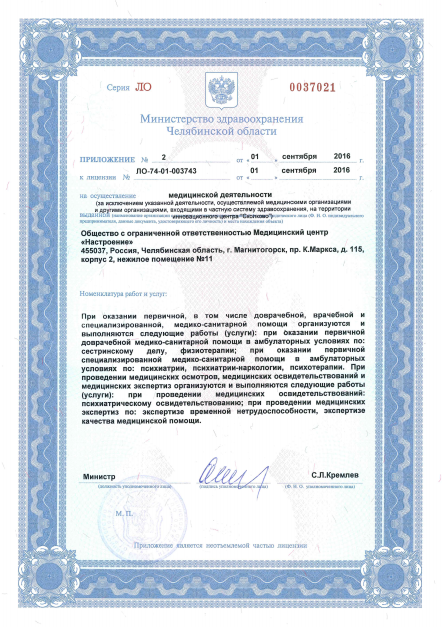 Серия ЛО
0037021
Министерство здравоохранения
Челябинской области
ПРИЛОЖЕНИЕ № 2 от « 01 » сентября 2016
к лицензии № ЛО-74-01-003743 от « 01 » сентября 2016
на осуществление медицинской деятельности
(за исключением указанной деятельности, осуществляемой медицинскими организациями
и другими организациями, входящими в частную систему здравоохранения, на территории
инновационного центра "Сколково")
Общество с ограниченной ответственностью Медицинский центр
«Настроение»
455037, Россия, Челябинская область, г. Магнитогорск, пр. К.Маркса, д. 115,
корпус 2, нежилое помещение №11
Номенклатура работ и услуг:
При оказании первичной, в том числе доврачебной, врачебной и
специализированной, медико-санитарной помощи организуются и
выполняются следующие работы (услуги): при оказании первичной
доврачебной медико-санитарной помощи в амбулаторных условиях по:
сестринскому делу, физиотерапии; при оказании первичной
специализированной медико-санитарной помощи в амбулаторных
условиях по: психиатрии, психиатрии-наркологии, психотерапии. При
проведении медицинских осмотров, медицинских освидетельствований и
медицинских экспертиз организуются и выполняются следующие работы
(услуги): при проведении медицинских освидетельствований:
психиатрическому освидетельствованию; при проведении медицинских
экспертиз по: экспертизе временной нетрудоспособности, экспертизе
качества медицинской помощи.
Министр С.Л.Кремлев
(должность уполномоченного лица) (подпись уполномоченного лица) (Ф. И. О. уполномоченного лица)
М. П.
Приложение является неотъемлемой частью лицензии